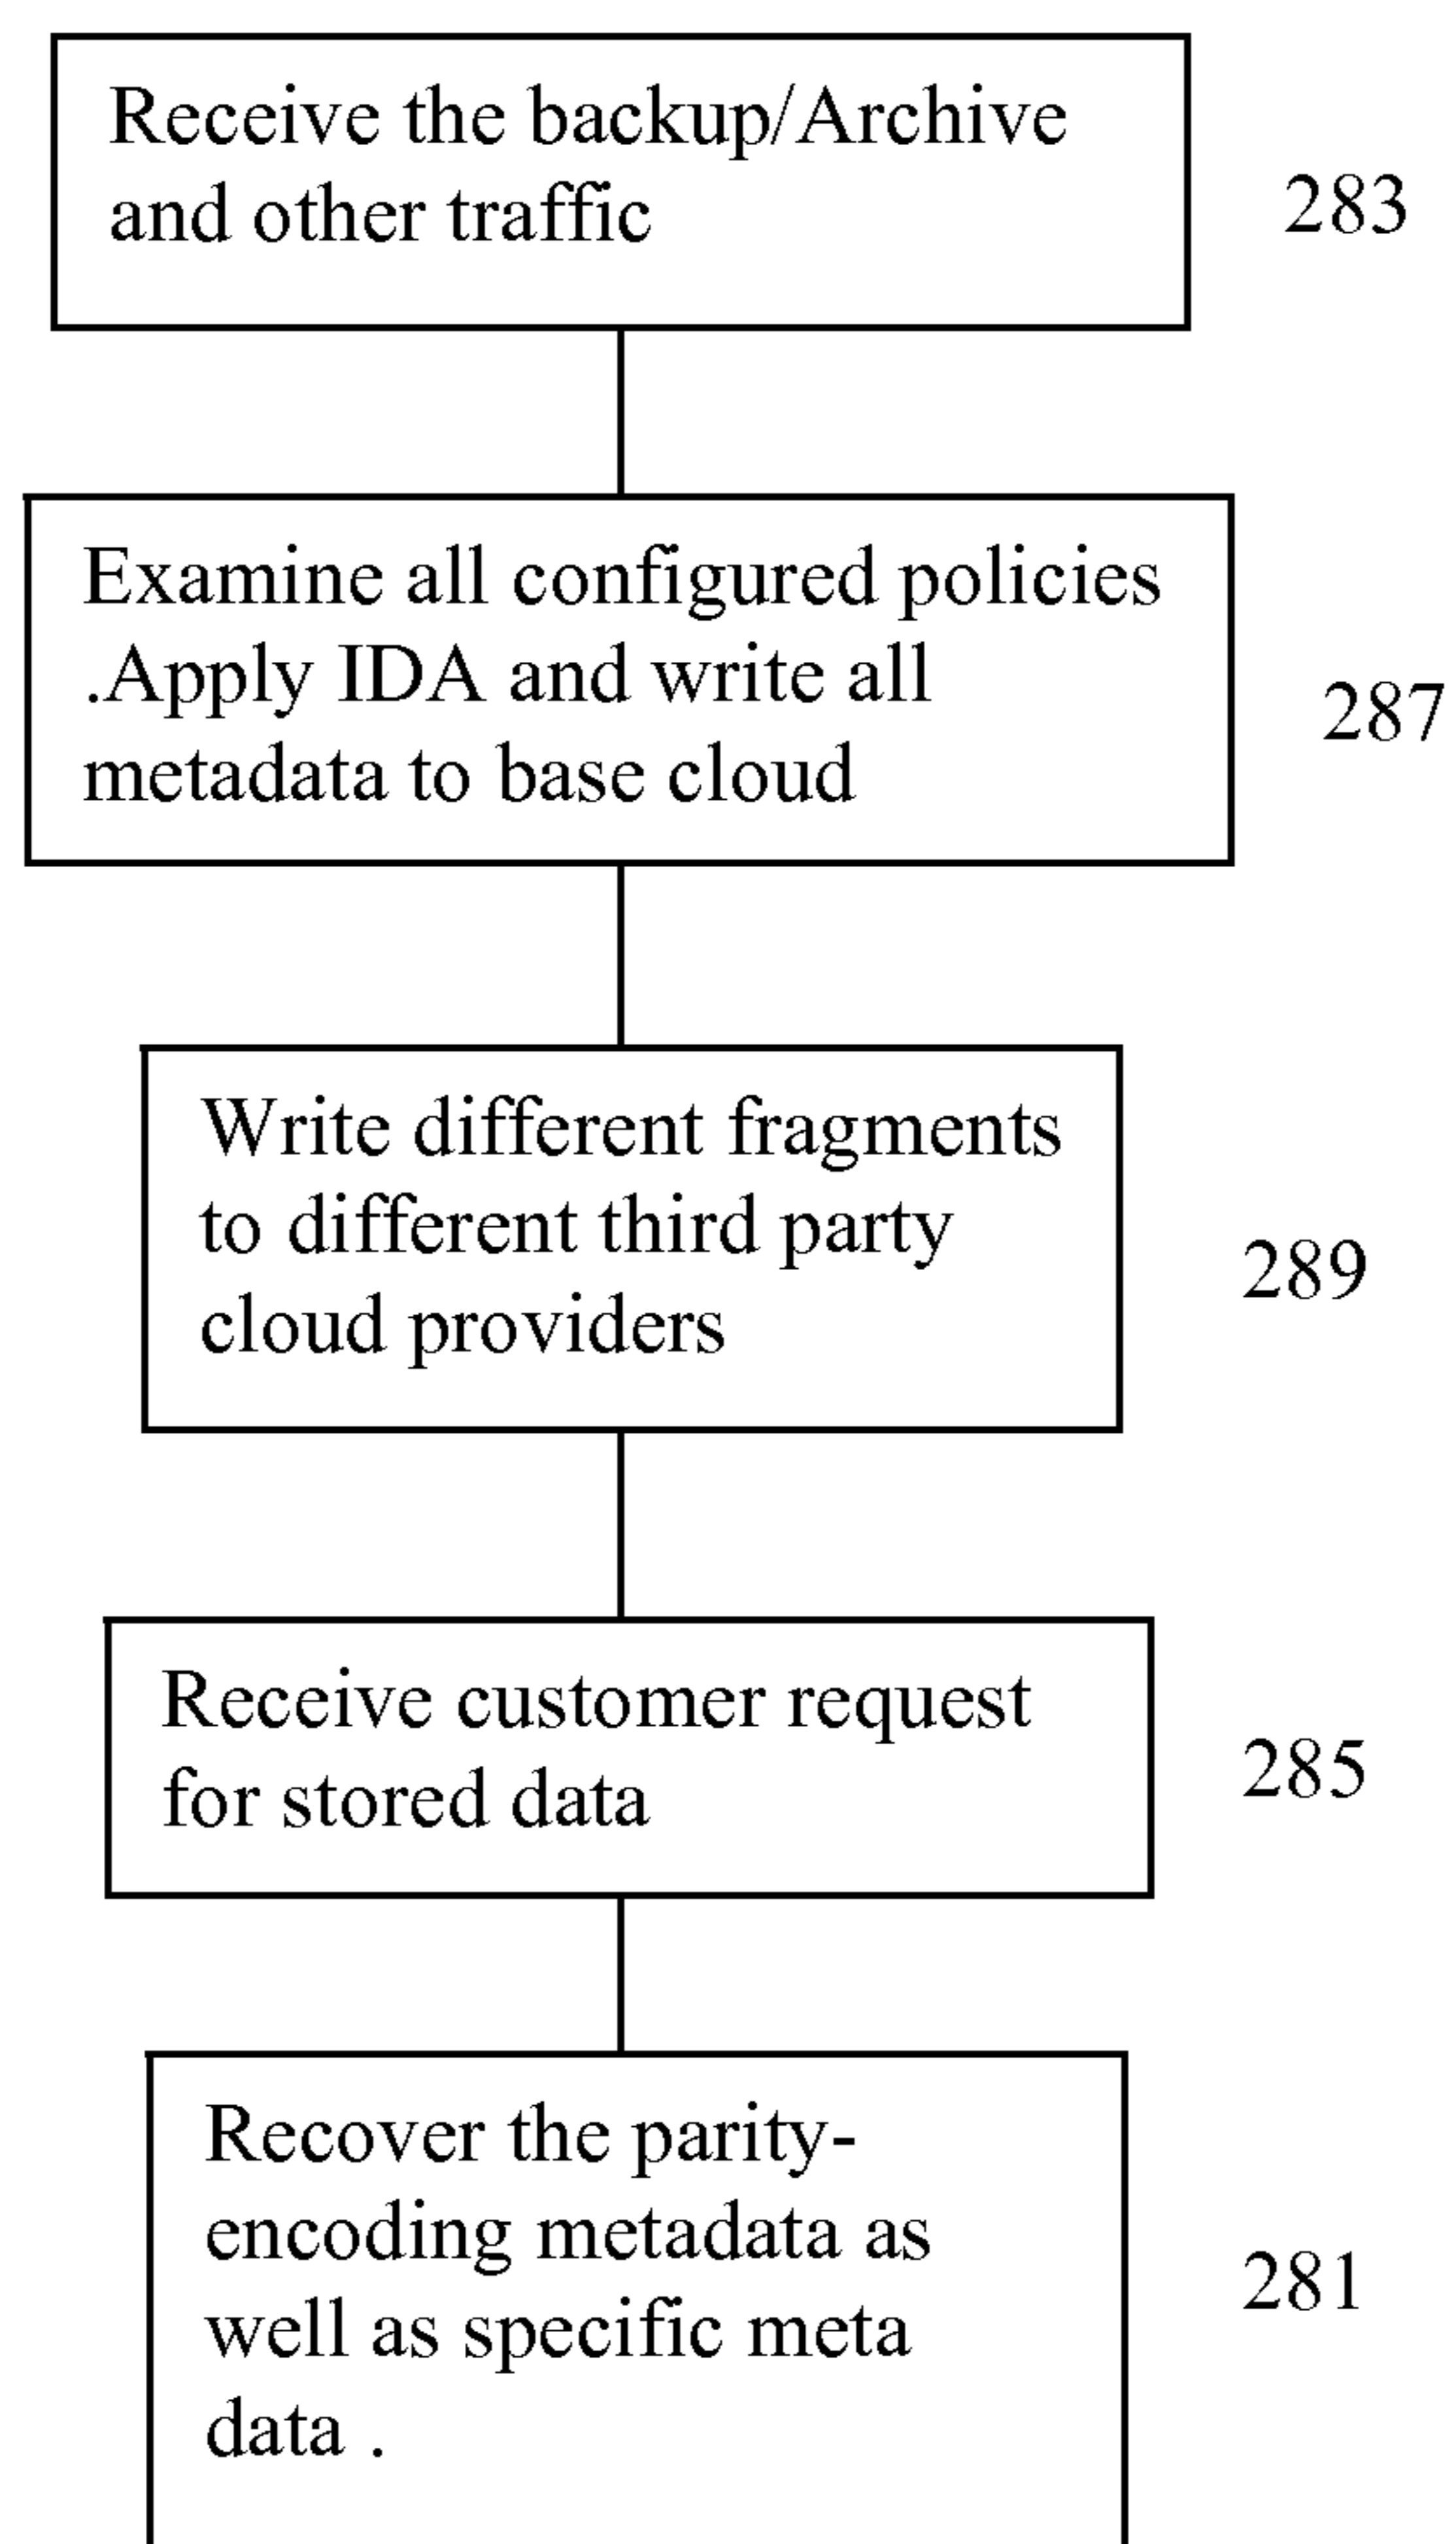 Receive the backup/Archive
and other traffic
283
Examine all configured policies
.Apply IDA and write all
metadata to base cloud
287
Write different fragments
to different third party
cloud providers
289
Receive customer request
for stored data
285
Recover the parity-
encoding metadata as
well as specific meta
data .
281